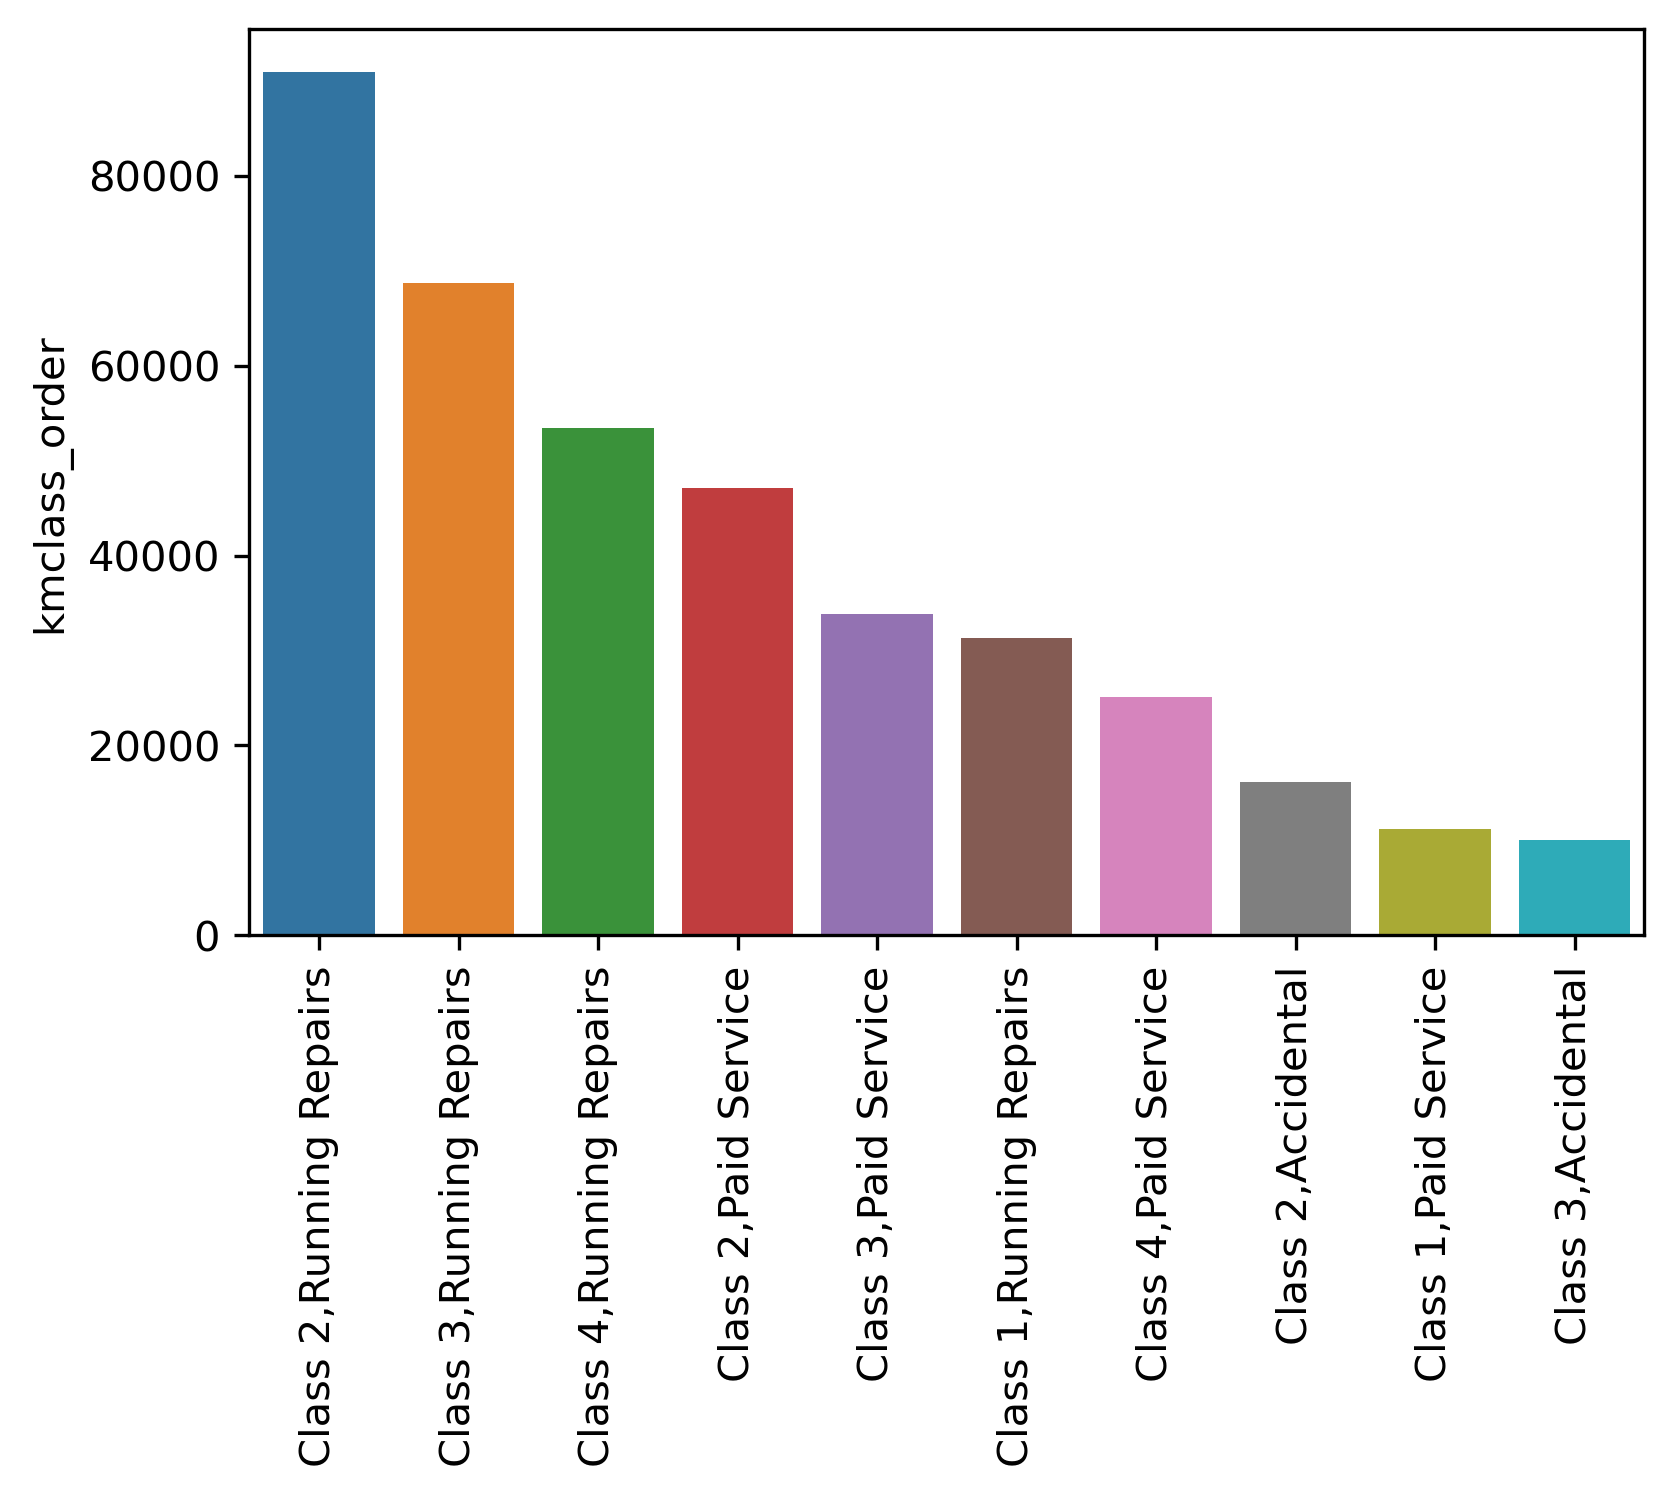 kmclass_order
80000
60000
40000
20000
0
Class 2,Running Repairs
Class 3,Running Repairs
Class 4,Running Repairs
Class 2,Paid Service
Class 3,Paid Service
Class 1,Running Repairs
Class 4,Paid Service
Class 2,Accidental
Class 1,Paid Service
Class 3,Accidental